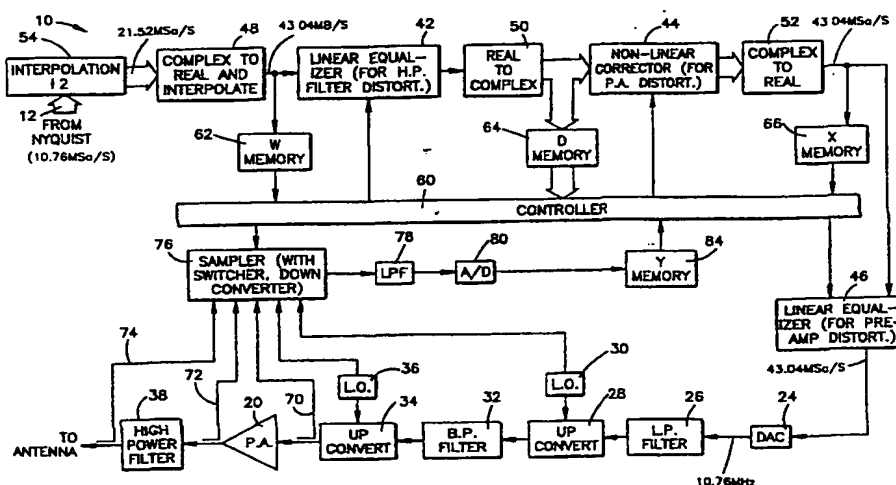 10
54
21.52MSa/S
48
43.04MB/S
42
50
44
52
43.04MSa/S
INTERPOLATION
↑2
COMPLEX TO
REAL AND
INTERPOLATE
LINEAR EQUAL-
IZER (FOR H.P.
FILTER DISTORT.)
REAL
TO
COMPLEX
NON-LINEAR
CORRECTOR (FOR
P.A. DISTORT.)
COMPLEX
TO
REAL
12
FROM
NYQUIST
(10.76MSa/S)
62
W
MEMORY
64
D
MEMORY
66
X
MEMORY
60
CONTROLLER
76
SAMPLER (WITH
SWITCHER, DOWN
CONVERTER)
78
LPF
80
A/D
84
Y
MEMORY
46
LINEAR EQUAL-
IZER (FOR PRE-
AMP DISTORT.)
43.04MSa/S
74
72
70
36
L.O.
30
L.O.
38
HIGH
POWER
FILTER
TO
ANTENNA
20
P.A.
34
UP
CONVERT
32
B.P.
FILTER
28
UP
CONVERT
26
L.P.
FILTER
24
DAC
10.76MHz